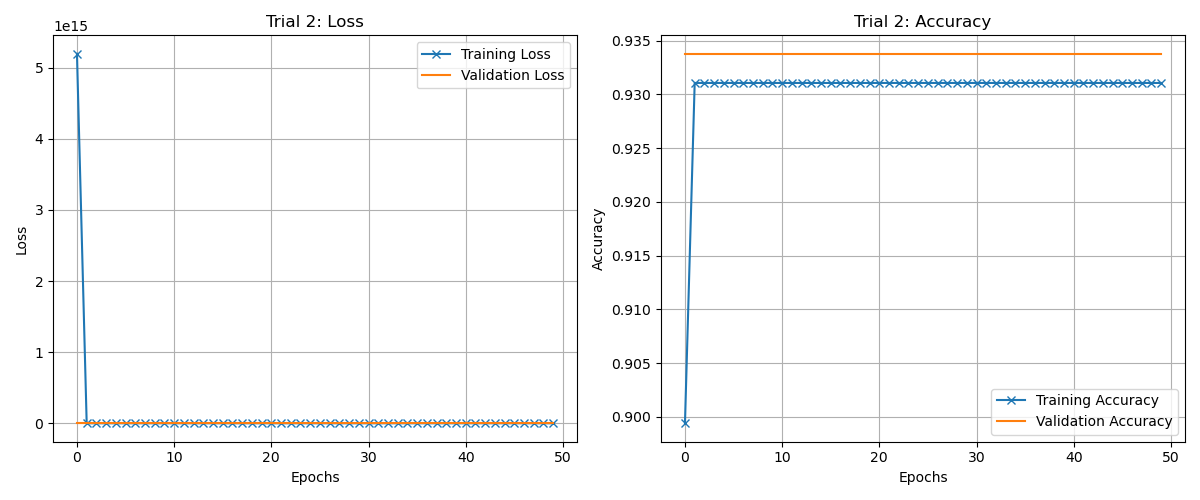 Trial 2: Loss
1e15
5
4
3
2
1
0
Loss
0 10 20 30 40 50
Epochs
Training Loss
Validation Loss
Trial 2: Accuracy
0.935
0.930
0.925
0.920
0.915
0.910
0.905
0.900
Accuracy
0 10 20 30 40 50
Epochs
Training Accuracy
Validation Accuracy